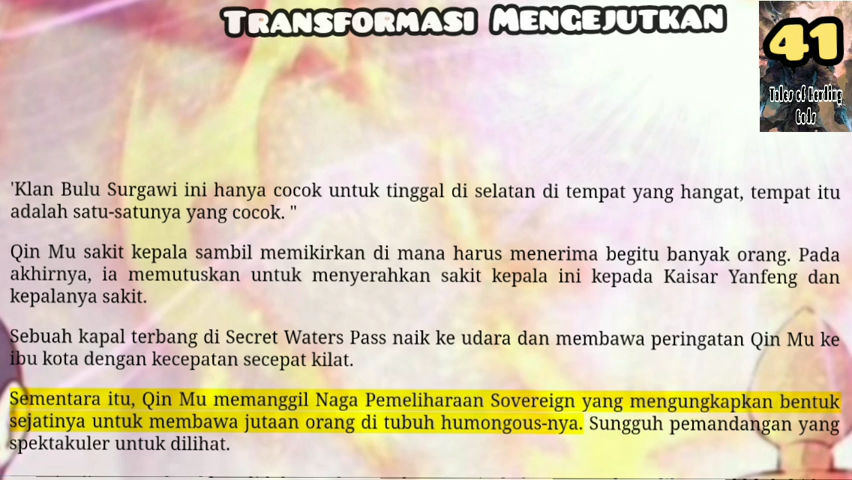 Transformasi Mengejutkan
41
Tales of Herding
Gods
'Klan Bulu Surgawi ini hanya cocok untuk tinggal di selatan di tempat yang hangat, tempat itu
adalah satu-satunya yang cocok. "
Qin Mu sakit kepala sambil memikirkan di mana harus menerima begitu banyak orang. Pada
akhirnya, ia memutuskan untuk menyerahkan sakit kepala ini kepada Kaisar Yanfeng dan
kepalanya sakit.
Sebuah kapal terbang di Secret Waters Pass naik ke udara dan membawa peringatan Qin Mu ke
ibu kota dengan kecepatan secepat kilat.
Sementara itu, Qin Mu memanggil Naga Pemeliharaan Sovereign yang mengungkapkan bentuk
sejatinya untuk membawa jutaan orang di tubuh humongous-nya. Sungguh pemandangan yang
spektakuler untuk dilihat.